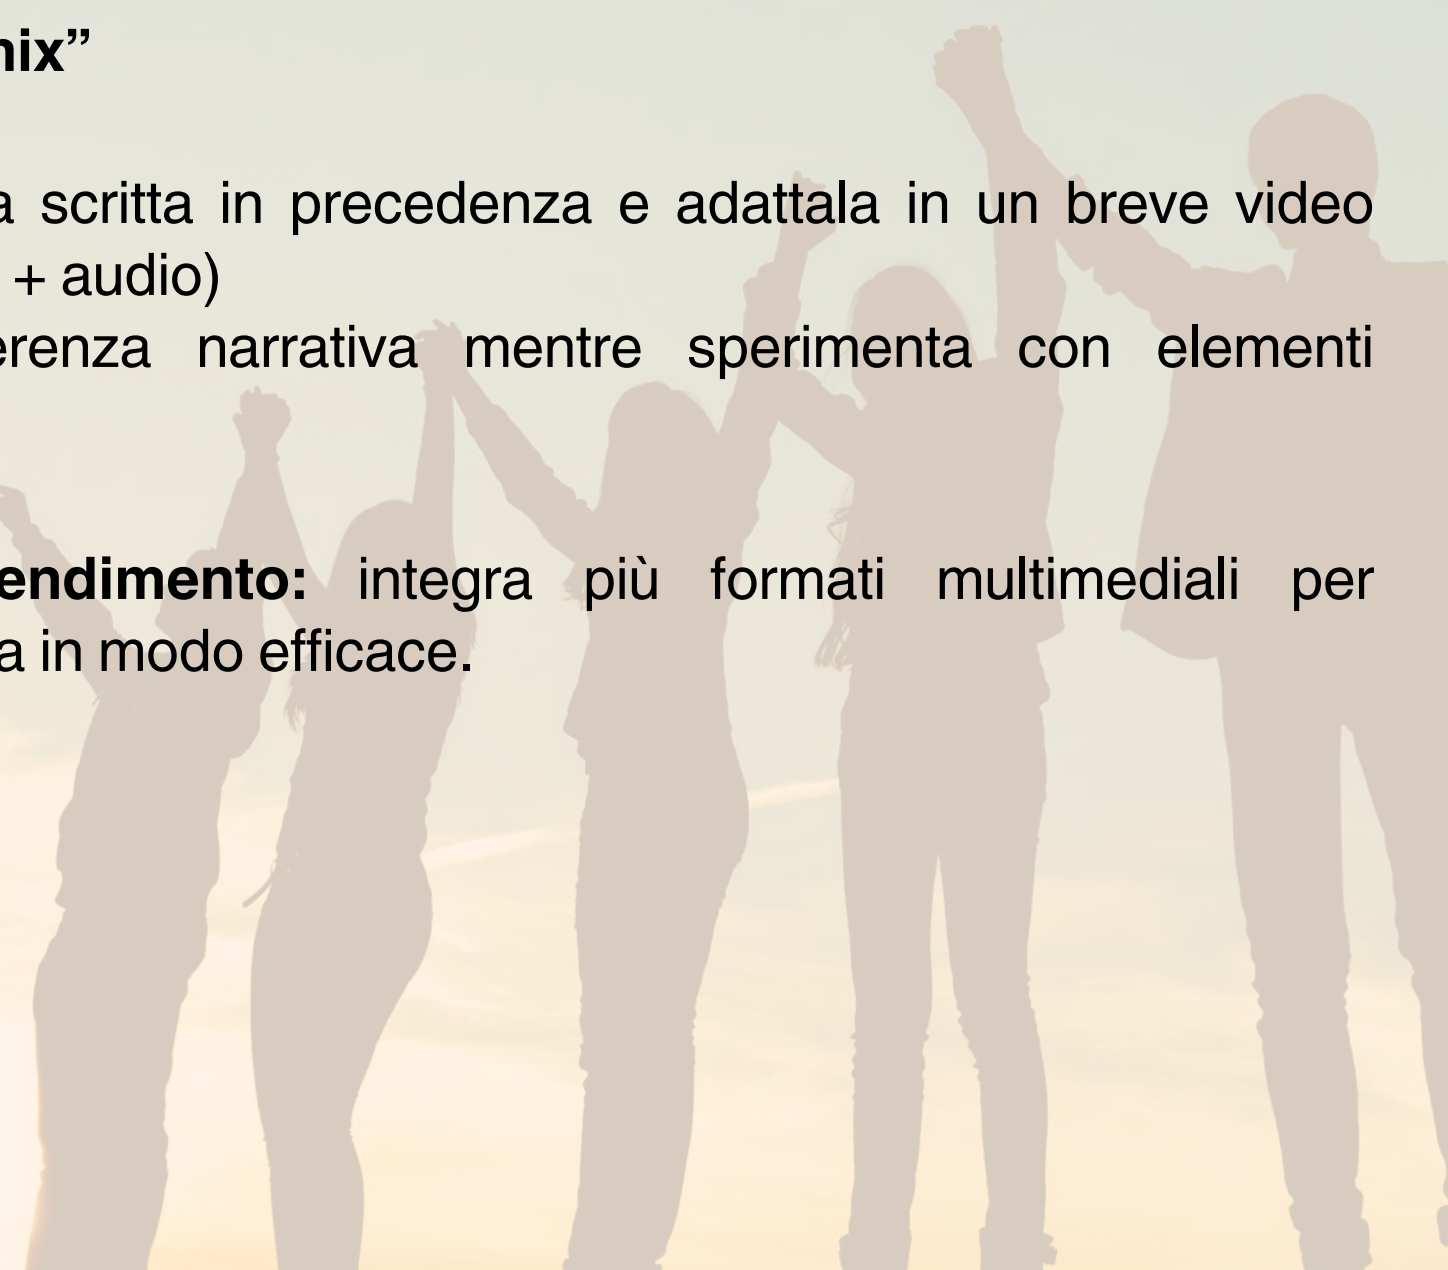 nix”
a scritta in precedenza e adattala in un breve video
+ audio)
erenza narrativa mentre sperimenta con elementi
endimento: integra più formati multimediali per
a in modo efficace.